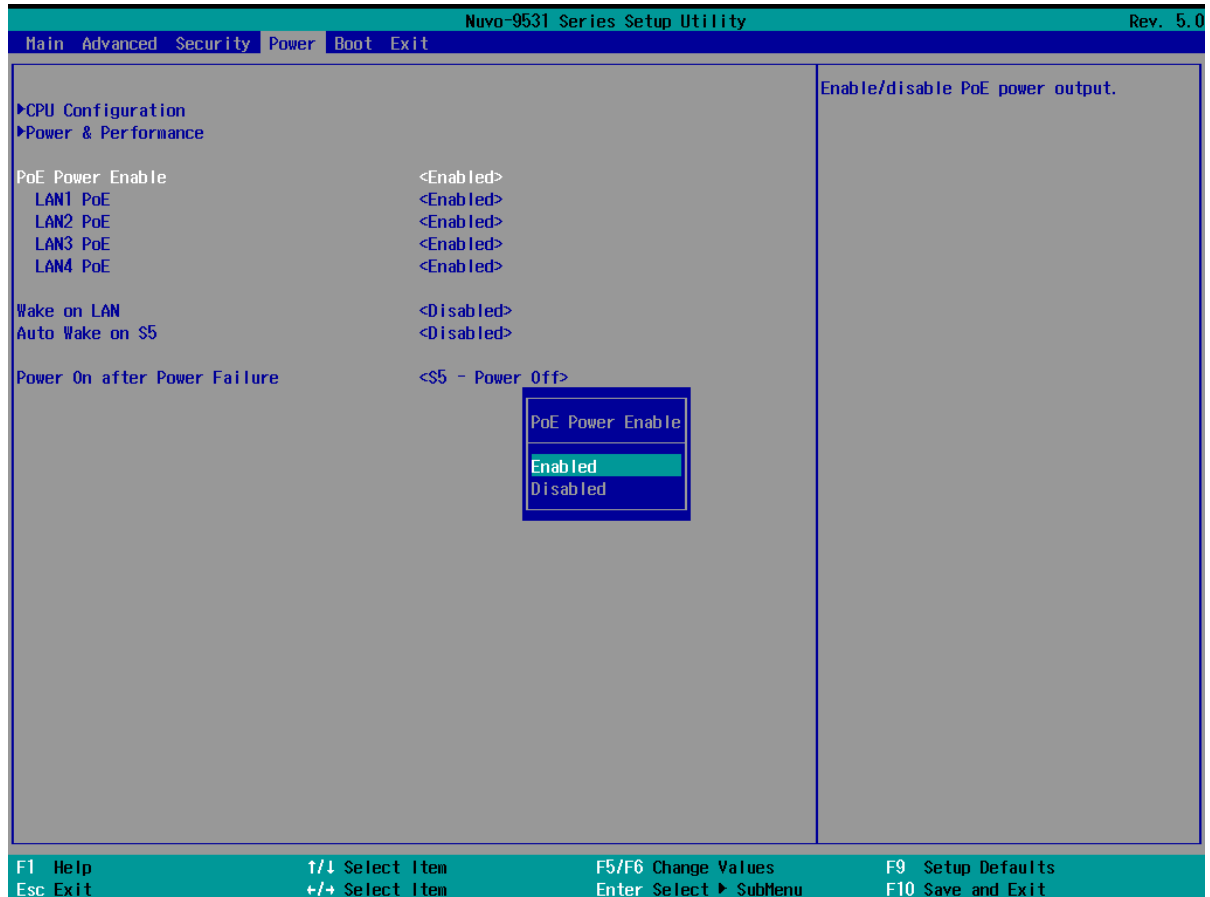 Nuvo-9531 Series Setup Utility Rev. 5.0
Main Advanced Security Power Boot Exit
Enable/disable PoE power output.
▶CPU Configuration
▶Power & Performance
PoE Power Enable <Enabled>
LAN1 PoE <Enabled>
LAN2 PoE <Enabled>
LAN3 PoE <Enabled>
LAN4 PoE <Enabled>
Wake on LAN <Disabled>
Auto Wake on S5 <Disabled>
Power On after Power Failure <S5 - Power Off>
PoE Power Enable
Enabled
Disabled
F1 Help ↑/↓ Select Item F5/F6 Change Values F9 Setup Defaults
Esc Exit ←/→ Select Item Enter Select ▶ SubMenu F10 Save and Exit